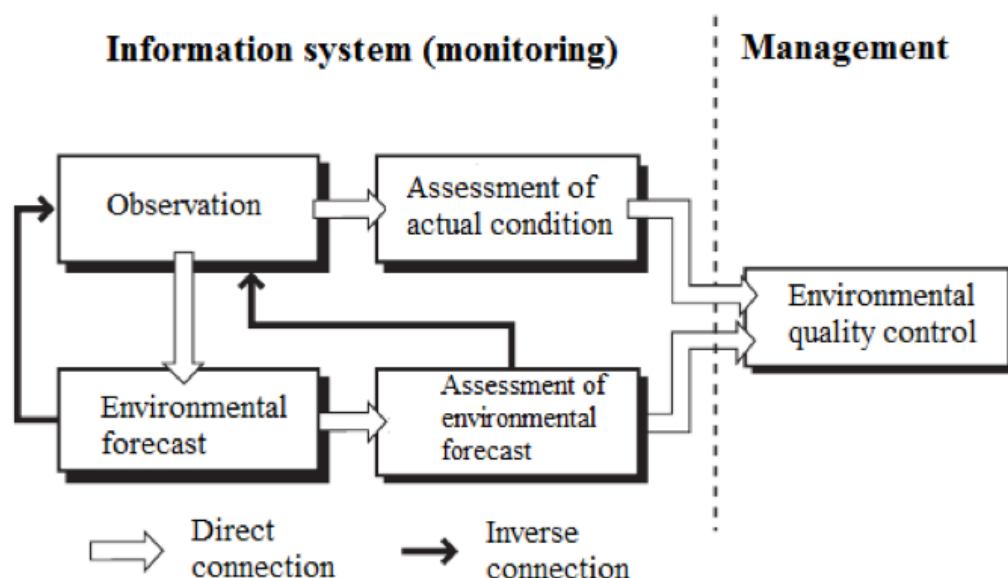 Information system (monitoring)
Management
Observation
Assessment of
actual condition
Environmental
quality control
Environmental
forecast
Assessment of
environmental
forecast
Direct
connection
Inverse
connection